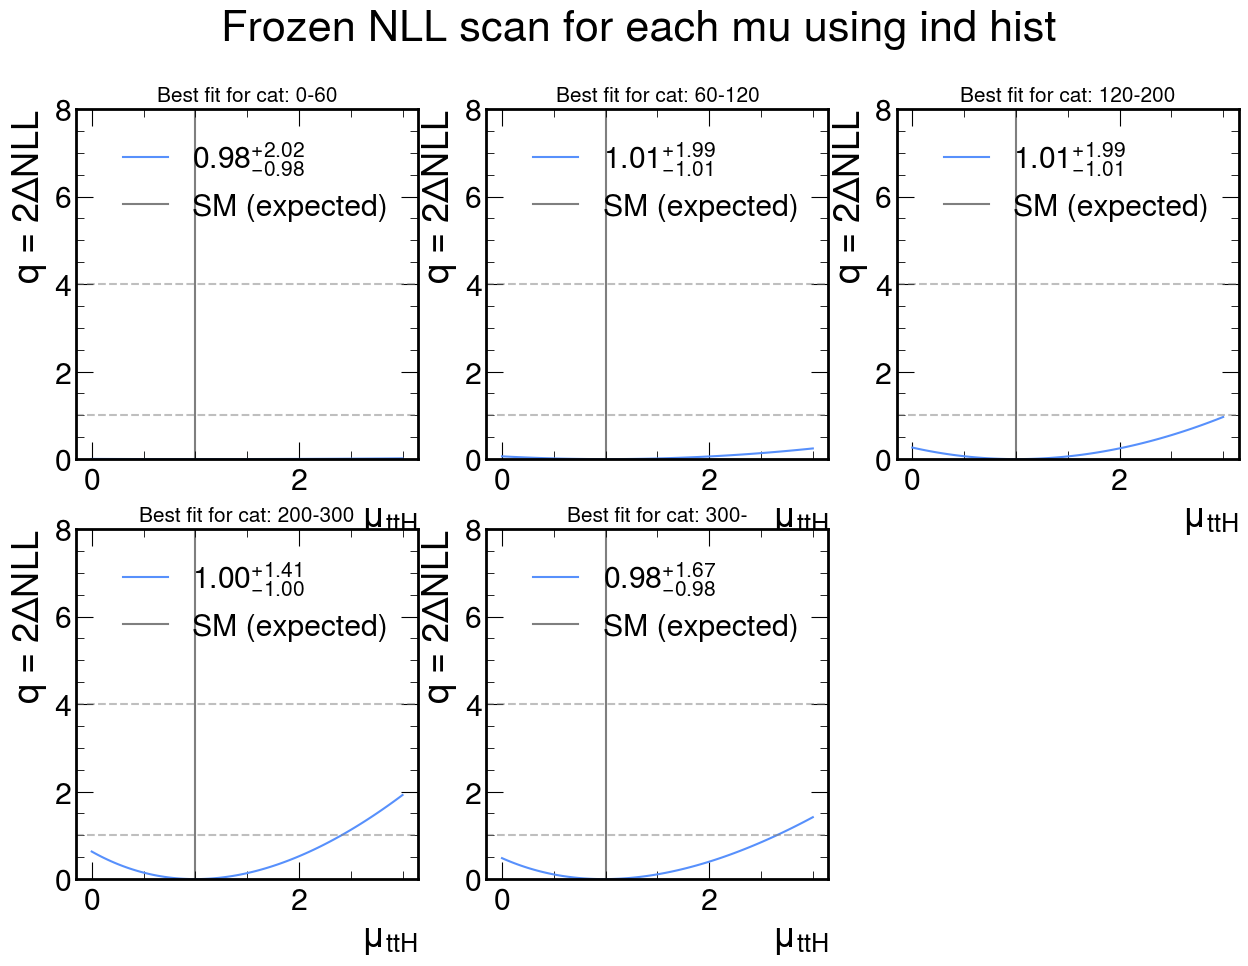 Frozen NLL scan for each mu using ind hist
Best fit for cat: 0-60
q = 2ΔNLL
8
6
4
2
0
0.98 +2.02 −0.98
SM (expected)
0 2
μttH
Best fit for cat: 60-120
q = 2ΔNLL
8
6
4
2
0
1.01 +1.99 −1.01
SM (expected)
0 2
μttH
Best fit for cat: 120-200
q = 2ΔNLL
8
6
4
2
0
1.01 +1.99 −1.01
SM (expected)
0 2
μttH
Best fit for cat: 200-300
q = 2ΔNLL
8
6
4
2
0
1.00 +1.41 −1.00
SM (expected)
0 2
μttH
Best fit for cat: 300-
q = 2ΔNLL
8
6
4
2
0
0.98 +1.67 −0.98
SM (expected)
0 2
μttH